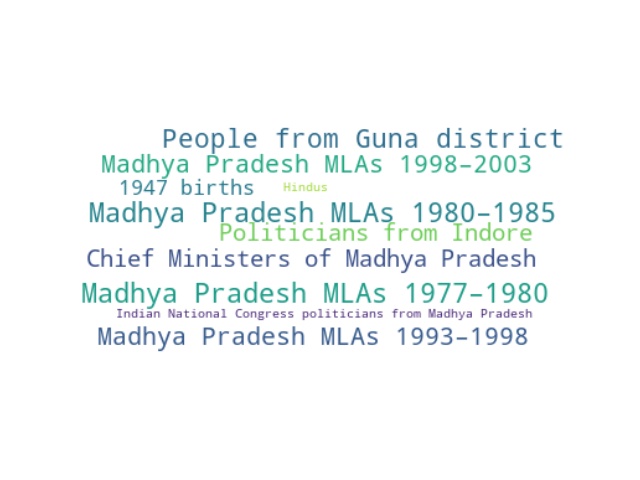 People from Guna district
Madhya Pradesh MLAs 1998–2003
1947 births
Hindus
Madhya Pradesh MLAs 1980–1985
Politicians from Indore
Chief Ministers of Madhya Pradesh
Madhya Pradesh MLAs 1977–1980
Indian National Congress politicians from Madhya Pradesh
Madhya Pradesh MLAs 1993–1998